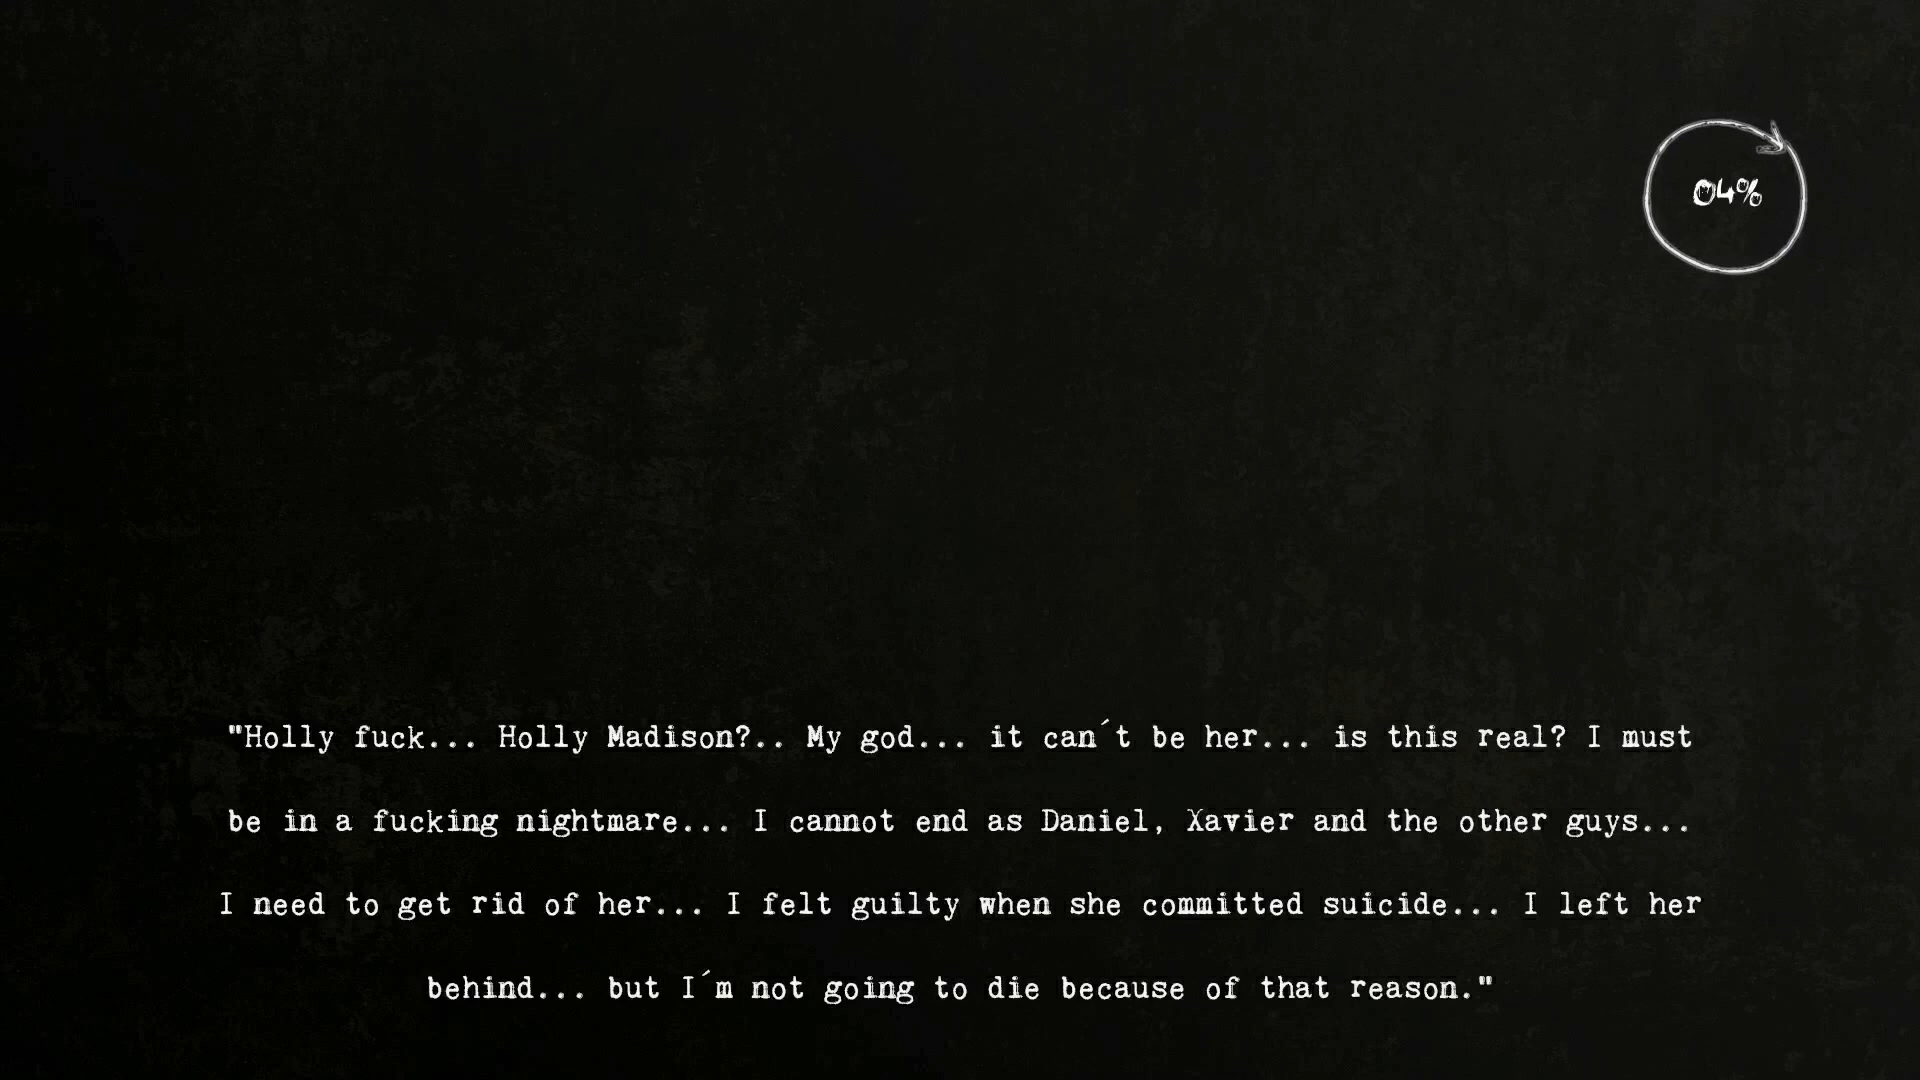 04%
"Holly fuck... Holly Madison?.. My god... it can´t be her... is this real? I must
be in a fucking nightmare... I cannot end as Daniel, Xavier and the other guys...
I need to get rid of her... I felt guilty when she committed suicide... I left her
behind... but I´m not going to die because of that reason."